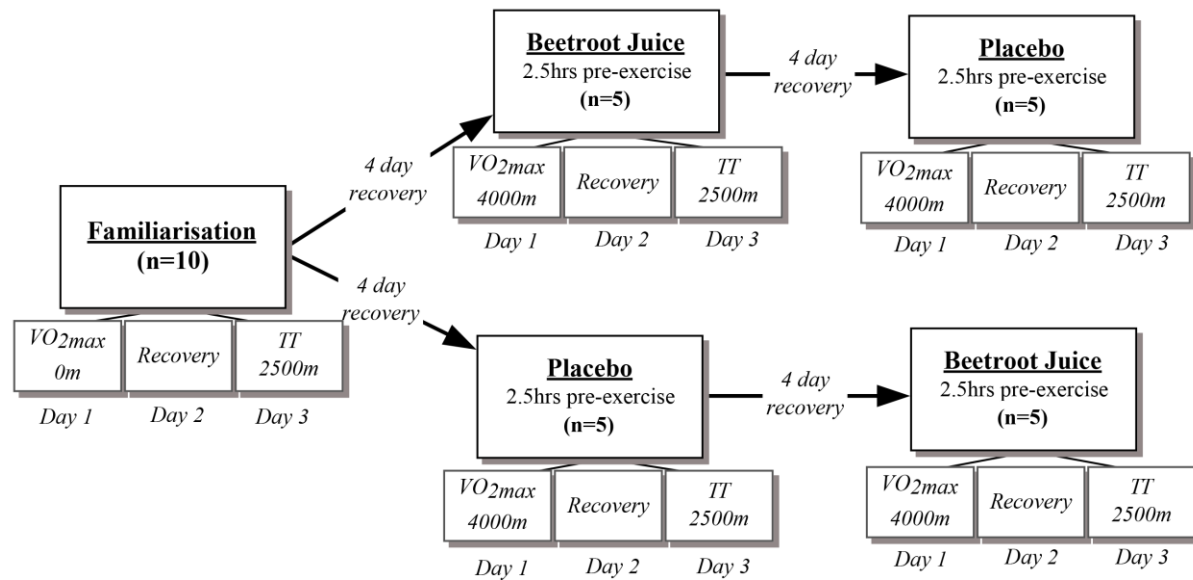 Familiarisation
(n=10)
VO2max
0m
Recovery
TT
2500m
Day 1
Day 2
Day 3
4 day
recovery
Beetroot Juice
2.5hrs pre-exercise
(n=5)
VO2max
4000m
Recovery
TT
2500m
Day 1
Day 2
Day 3
4 day
recovery
Placebo
2.5hrs pre-exercise
(n=5)
VO2max
4000m
Recovery
TT
2500m
Day 1
Day 2
Day 3
4 day
recovery
Placebo
2.5hrs pre-exercise
(n=5)
VO2max
4000m
Recovery
TT
2500m
Day 1
Day 2
Day 3
4 day
recovery
Beetroot Juice
2.5hrs pre-exercise
(n=5)
VO2max
4000m
Recovery
TT
2500m
Day 1
Day 2
Day 3